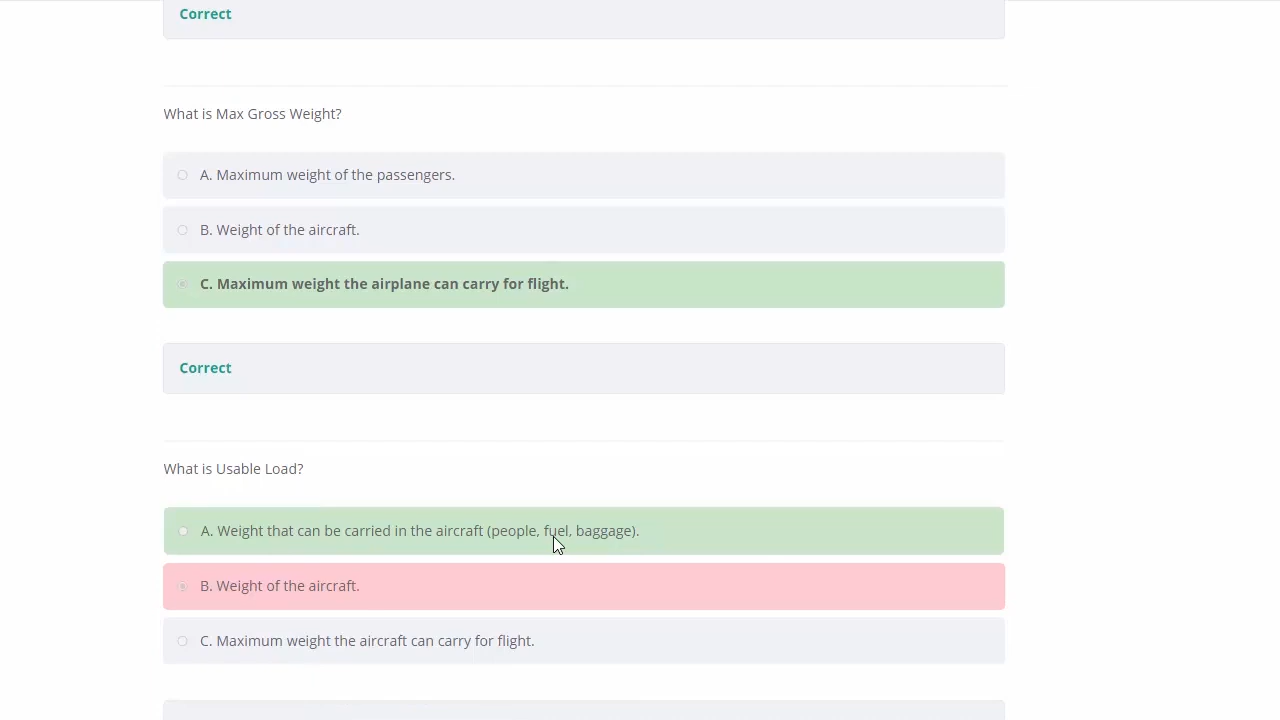 Correct
What is Max Gross Weight?
A. Maximum weight of the passengers.
B. Weight of the aircraft.
C. Maximum weight the airplane can carry for flight.
Correct
What is Usable Load?
A. Weight that can be carried in the aircraft (people, fuel, baggage).
B. Weight of the aircraft.
C. Maximum weight the aircraft can carry for flight.